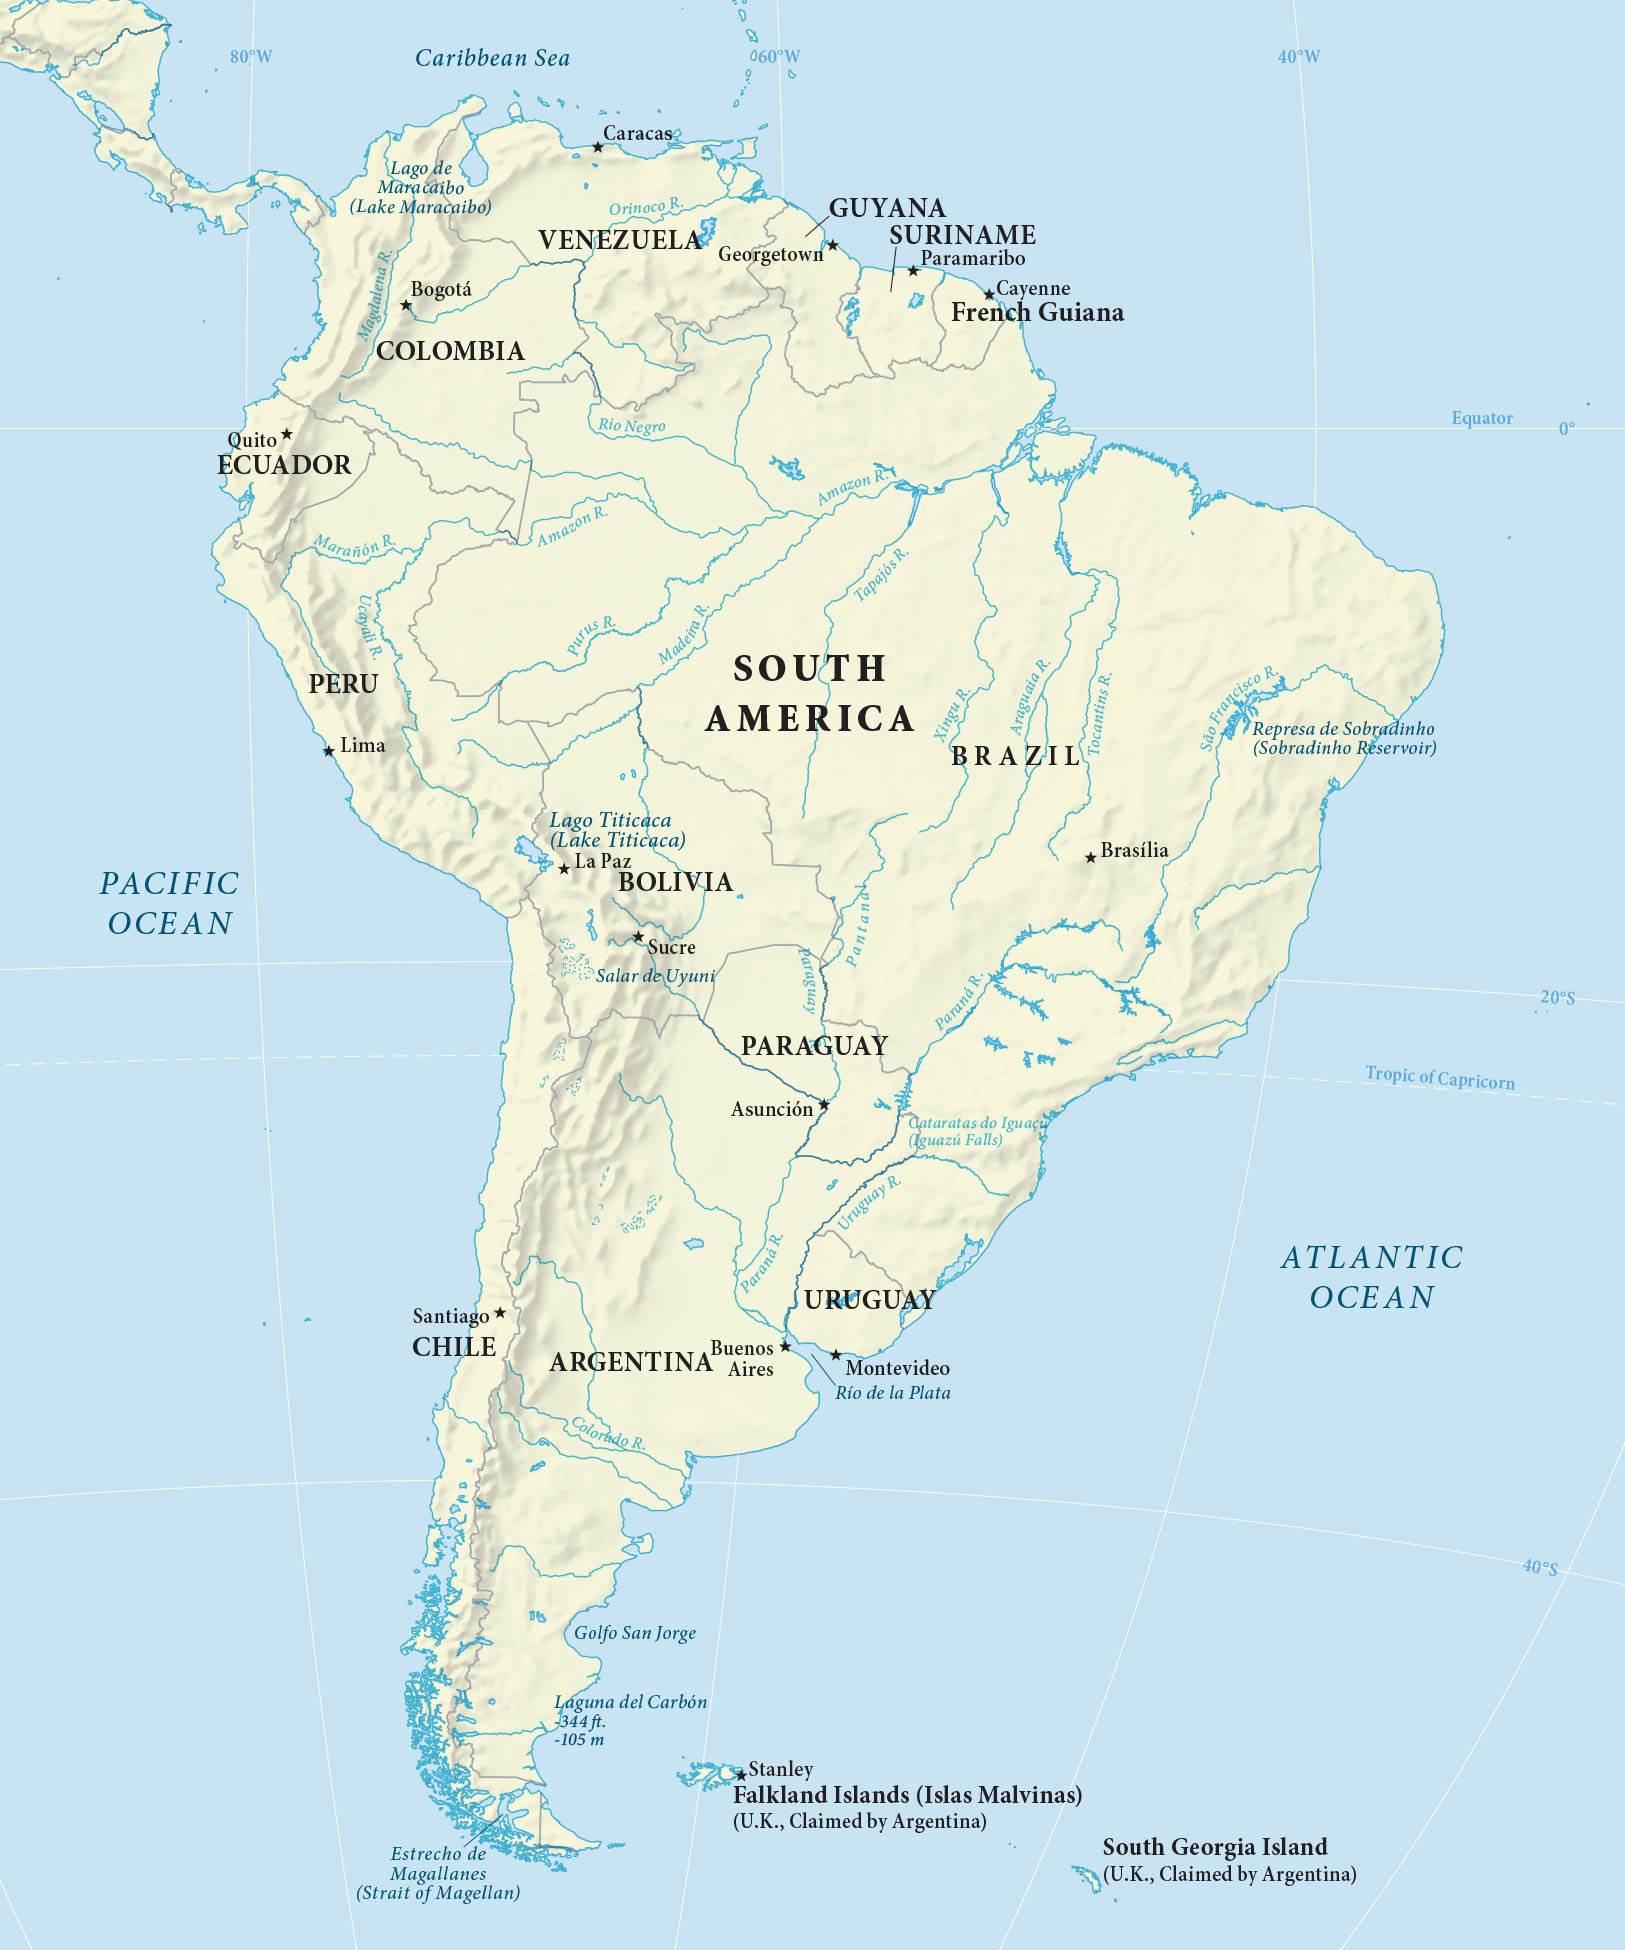 80°W
Caribbean Sea
60°W
40°W
Caracas
Lago de
Maracaibo
(Lake Maracaibo)
Orinoco R.
GUYANA
VENEZUELA
SURINAME
Georgetown
Paramaribo
Magdalena R.
Bogotá
Cayenne
French Guiana
COLOMBIA
Equator
0°
Rio Negro
Quito
ECUADOR
Amazon R.
Amazon R.
Marañón R.
Tapajós R.
Ucayali R.
Purus R.
Madeira R.
SOUTH
AMERICA
PERU
Xingu R.
Araguaia R.
Tocantins R.
São Francisco R.
Represa de Sobradinho
(Sobradinho Reservoir)
Lima
BRAZIL
Lago Titicaca
(Lake Titicaca)
La Paz
Brasília
BOLIVIA
PACIFIC
OCEAN
Pantanal
Sucre
Salar de Uyuni
Paraguay
Paraná R.
20°S
PARAGUAY
Tropic of Capricorn
Asunción
Cataratas do Iguaçu
(Iguazú Falls)
Uruguay R.
Paraná R.
ATLANTIC
OCEAN
URUGUAY
Santiago
CHILE
ARGENTINA
Buenos
Aires
Montevideo
Río de la Plata
Colorado R.
40°S
Golfo San Jorge
Laguna del Carbón
-344 ft.
-105 m
Stanley
Falkland Islands (Islas Malvinas)
(U.K., Claimed by Argentina)
South Georgia Island
(U.K., Claimed by Argentina)
Estrecho de
Magallanes
(Strait of Magellan)